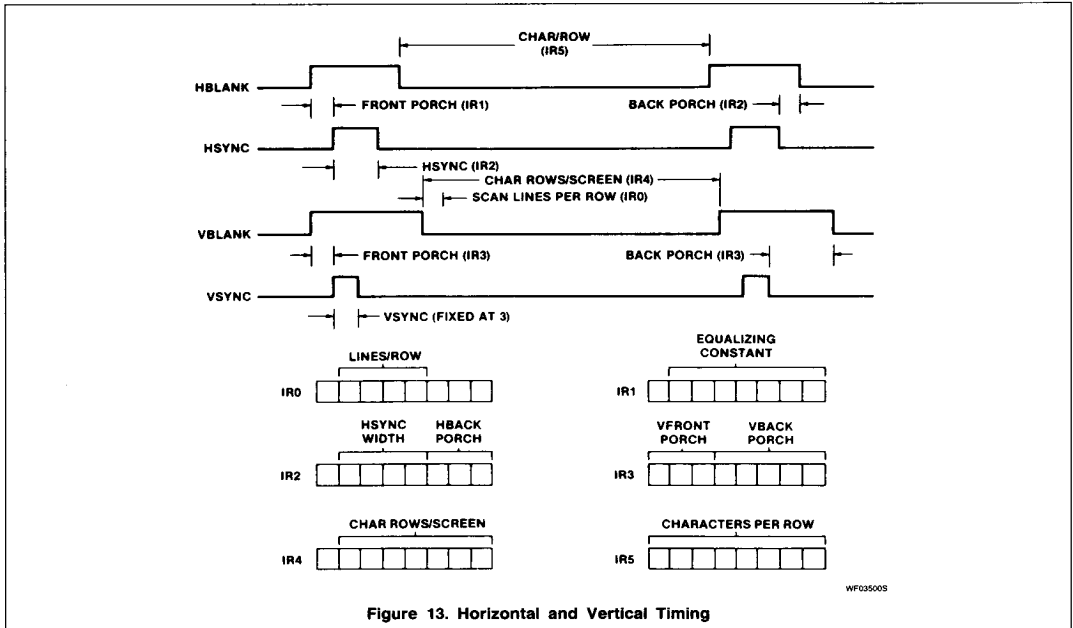 CHAR/ROW
(IR5)
HBLANK
FRONT PORCH (IR1)
BACK PORCH (IR2)
HSYNC
HSYNC (IR2)
CHAR ROWS/SCREEN (IR4)
SCAN LINES PER ROW (IR0)
VBLANK
FRONT PORCH (IR3)
BACK PORCH (IR3)
VSYNC
VSYNC (FIXED AT 3)
LINES/ROW
IR0
EQUALIZING
CONSTANT
IR1
HSYNC
WIDTH
HBACK
PORCH
IR2
VFRONT
PORCH
VBACK
PORCH
IR3
CHAR ROWS/SCREEN
IR4
CHARACTERS PER ROW
IR5
WF03500S
Figure 13. Horizontal and Vertical Timing